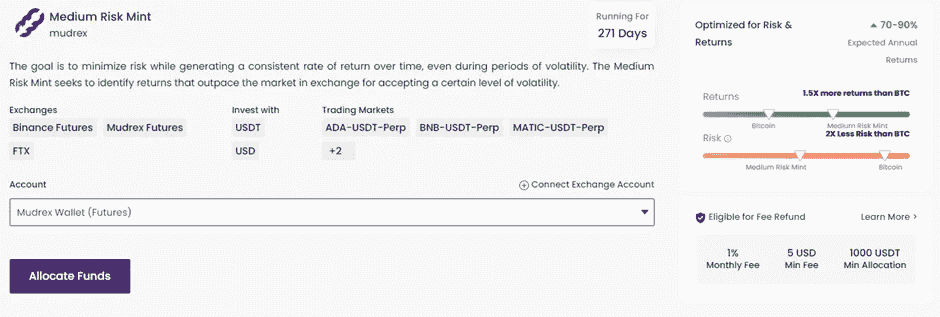 Medium Risk Mint
mudrex
Running For
271 Days
The goal is to minimize risk while generating a consistent rate of return over time, even during periods of volatility. The Medium
Risk Mint seeks to identify returns that outpace the market in exchange for accepting a certain level of volatility.
Exchanges
Binance Futures Mudrex Futures
FTX
Invest with
USDT
USD
Trading Markets
ADA-USDT-Perp BNB-USDT-Perp MATIC-USDT-Perp
+2
Account
Connect Exchange Account
Mudrex Wallet (Futures)
Allocate Funds
Optimized for Risk &
Returns
70-90%
Expected Annual
Returns
Returns
1.5X more returns than BTC
Bitcoin Medium Risk Mint
Risk
2X Less Risk than BTC
Medium Risk Mint Bitcoin
Eligible for Fee Refund
Learn More >
1% 5 USD 1000 USDT
Monthly Fee Min Fee Min Allocation